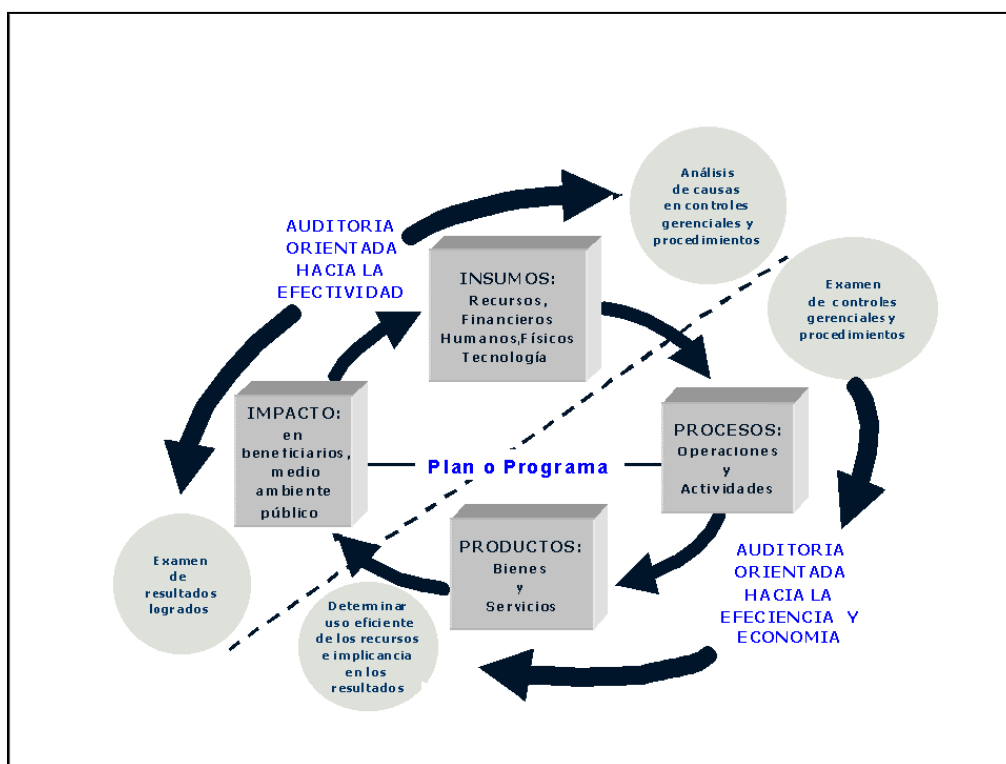 Análisis
de causas
en controles
gerenciales y
procedimientos
AUDITORIA
ORIENTADA
HACIA LA
EFECTIVIDAD
INSUMOS:
Recursos,
Financieros
Humanos,Físicos
Tecnología
Examen
de controles
gerenciales y
procedimientos
IMPACTO:
en
beneficiarios,
medio
ambiente
público
Plan o Programa
PROCESOS:
Operaciones
y
Actividades
PRODUCTOS:
Bienes
y
Servicios
AUDITORIA
ORIENTADA
HACIA LA
EFECIENCIA Y
ECONOMIA
Examen
de
resultados
logrados
Determinar
uso eficiente
de los recursos
e implicancia
en los
resultados